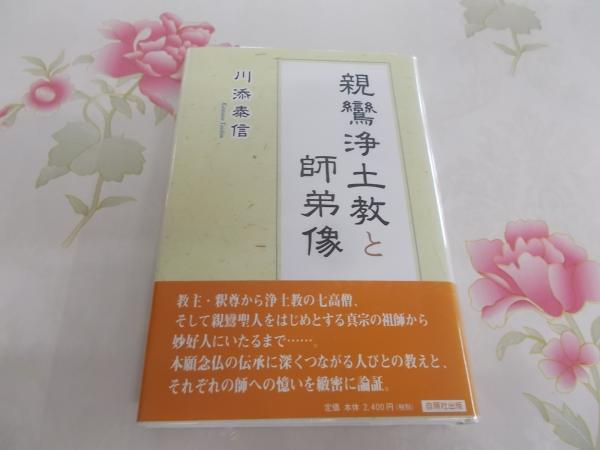 親鸞浄土教と
師弟像
川添泰信
教主・釈尊から浄土教の七高僧、
そして親鸞聖人をはじめとする真宗の祖師から
妙好人にいたるまで……。
本願念仏の伝承に深くつながる人びとの教えと、
それぞれの師への憶いを緻密に論証。
定価 本体 2,400円(税別)
自照社出版